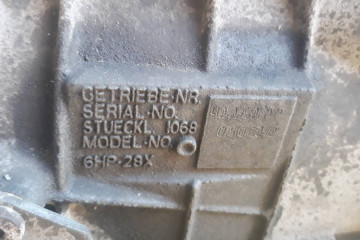 GETRIEBE-NR.
SERIAL-NO.
STUECKL. 1068
MODEL-NO.
6HP-28X